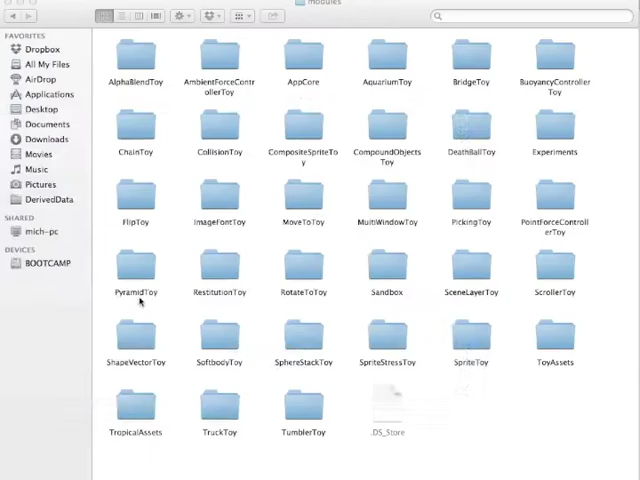 modules
FAVORITES
Dropbox
All My Files
AirDrop
Applications
Desktop
Documents
Downloads
Movies
Music
Pictures
DerivedData
SHARED
mich-pc
DEVICES
BOOTCAMP
AlphaBlendToy
AmbientForceContr
ollerToy
AppCore
AquariumToy
BridgeToy
BuoyancyController
Toy
ChainToy
CollisionToy
CompositeSpriteTo
y
CompoundObjects
Toy
DeathBallToy
Experiments
FlipToy
ImageFontToy
MoveToToy
MultiWindowToy
PickingToy
PointForceControll
erToy
PyramidToy
RestitutionToy
RotateToToy
Sandbox
SceneLayerToy
ScrollerToy
ShapeVectorToy
SoftbodyToy
SphereStackToy
SpriteStressToy
SpriteToy
ToyAssets
TropicalAssets
TruckToy
TumblerToy
.DS_Store